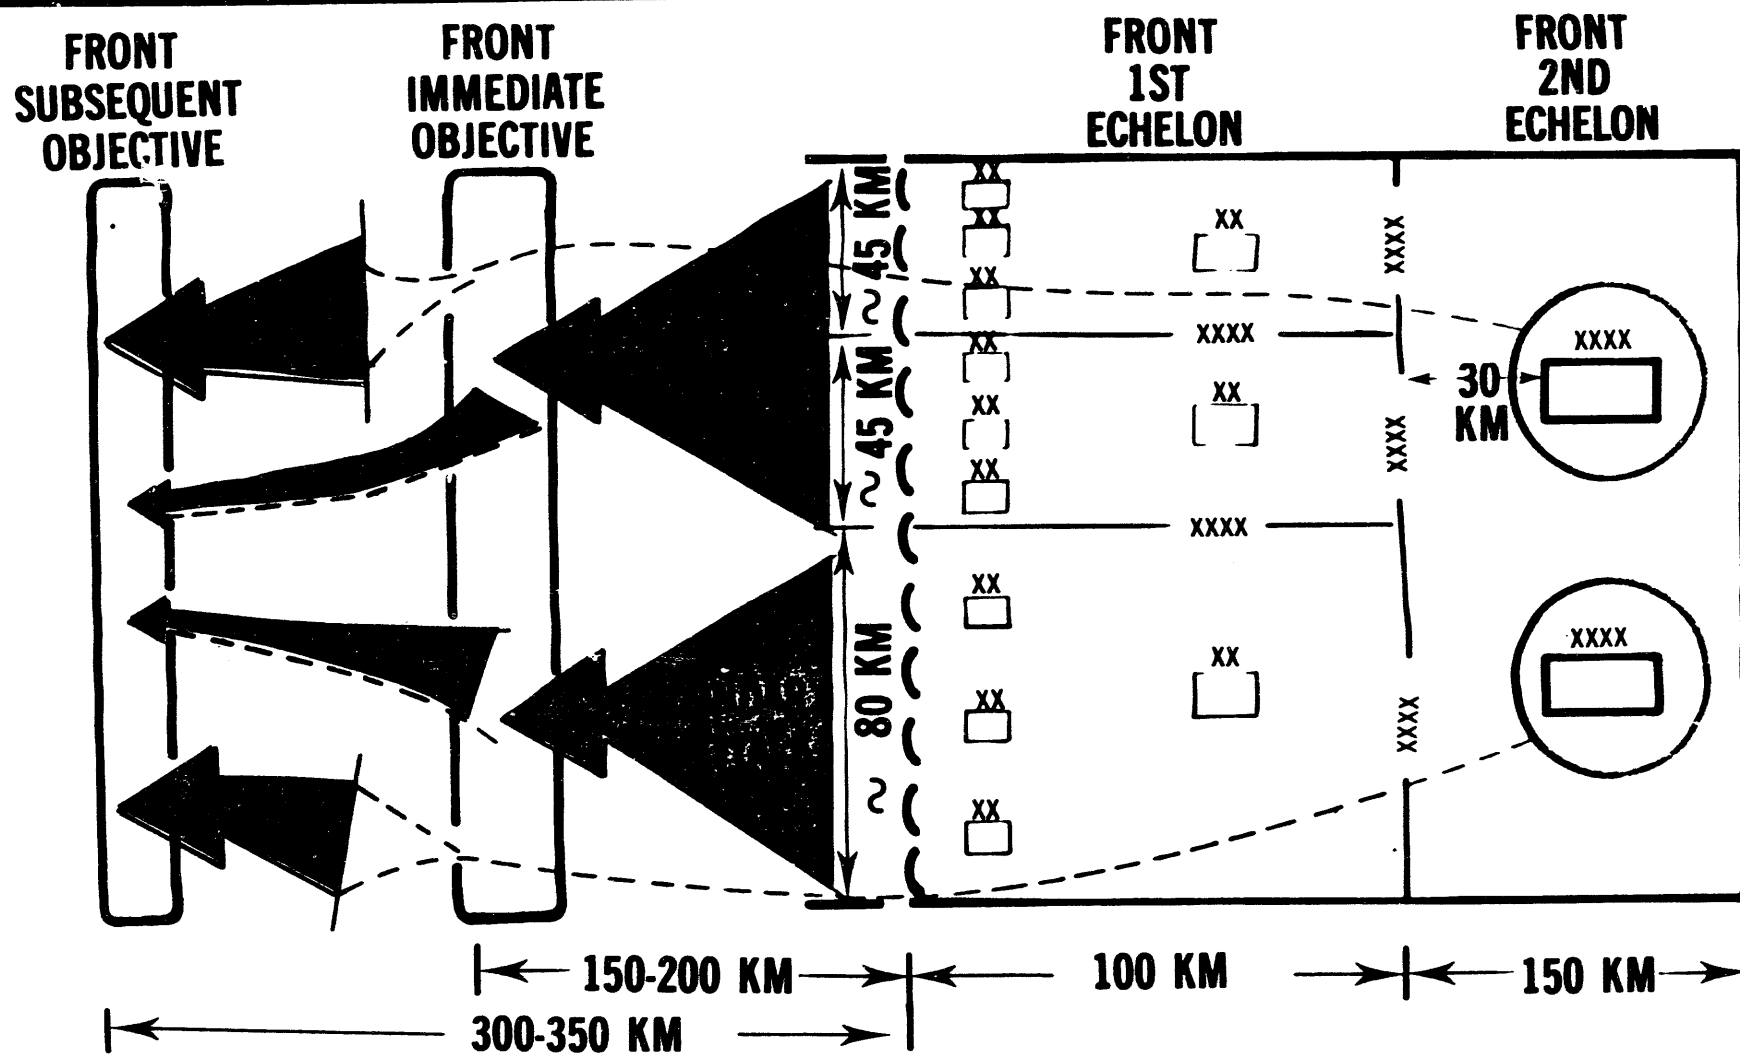 FRONT
SUBSEQUENT
OBJECTIVE
FRONT
IMMEDIATE
OBJECTIVE
FRONT
1ST
ECHELON
FRONT
2ND
ECHELON
~ 45 KM
~ 45 KM
~ 80 KM
XX
XX
XX
XX
XX
XX
XX
XX
XX
XX
XX
XX
XXXX
XXXX
XXXX
XXXX
XXXX
XXXX
30
KM
XXXX
150-200 KM
100 KM
150 KM
300-350 KM